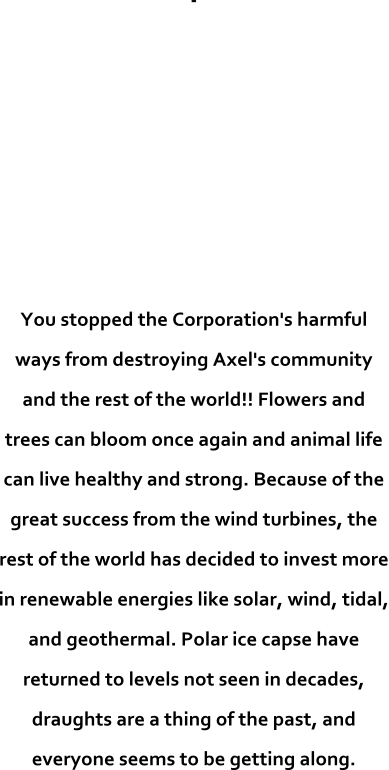 You stopped the Corporation's harmful
ways from destroying Axel's community
and the rest of the world!! Flowers and
trees can bloom once again and animal life
can live healthy and strong. Because of the
great success from the wind turbines, the
rest of the world has decided to invest more
in renewable energies like solar, wind, tidal,
and geothermal. Polar ice capse have
returned to levels not seen in decades,
draughts are a thing of the past, and
everyone seems to be getting along.